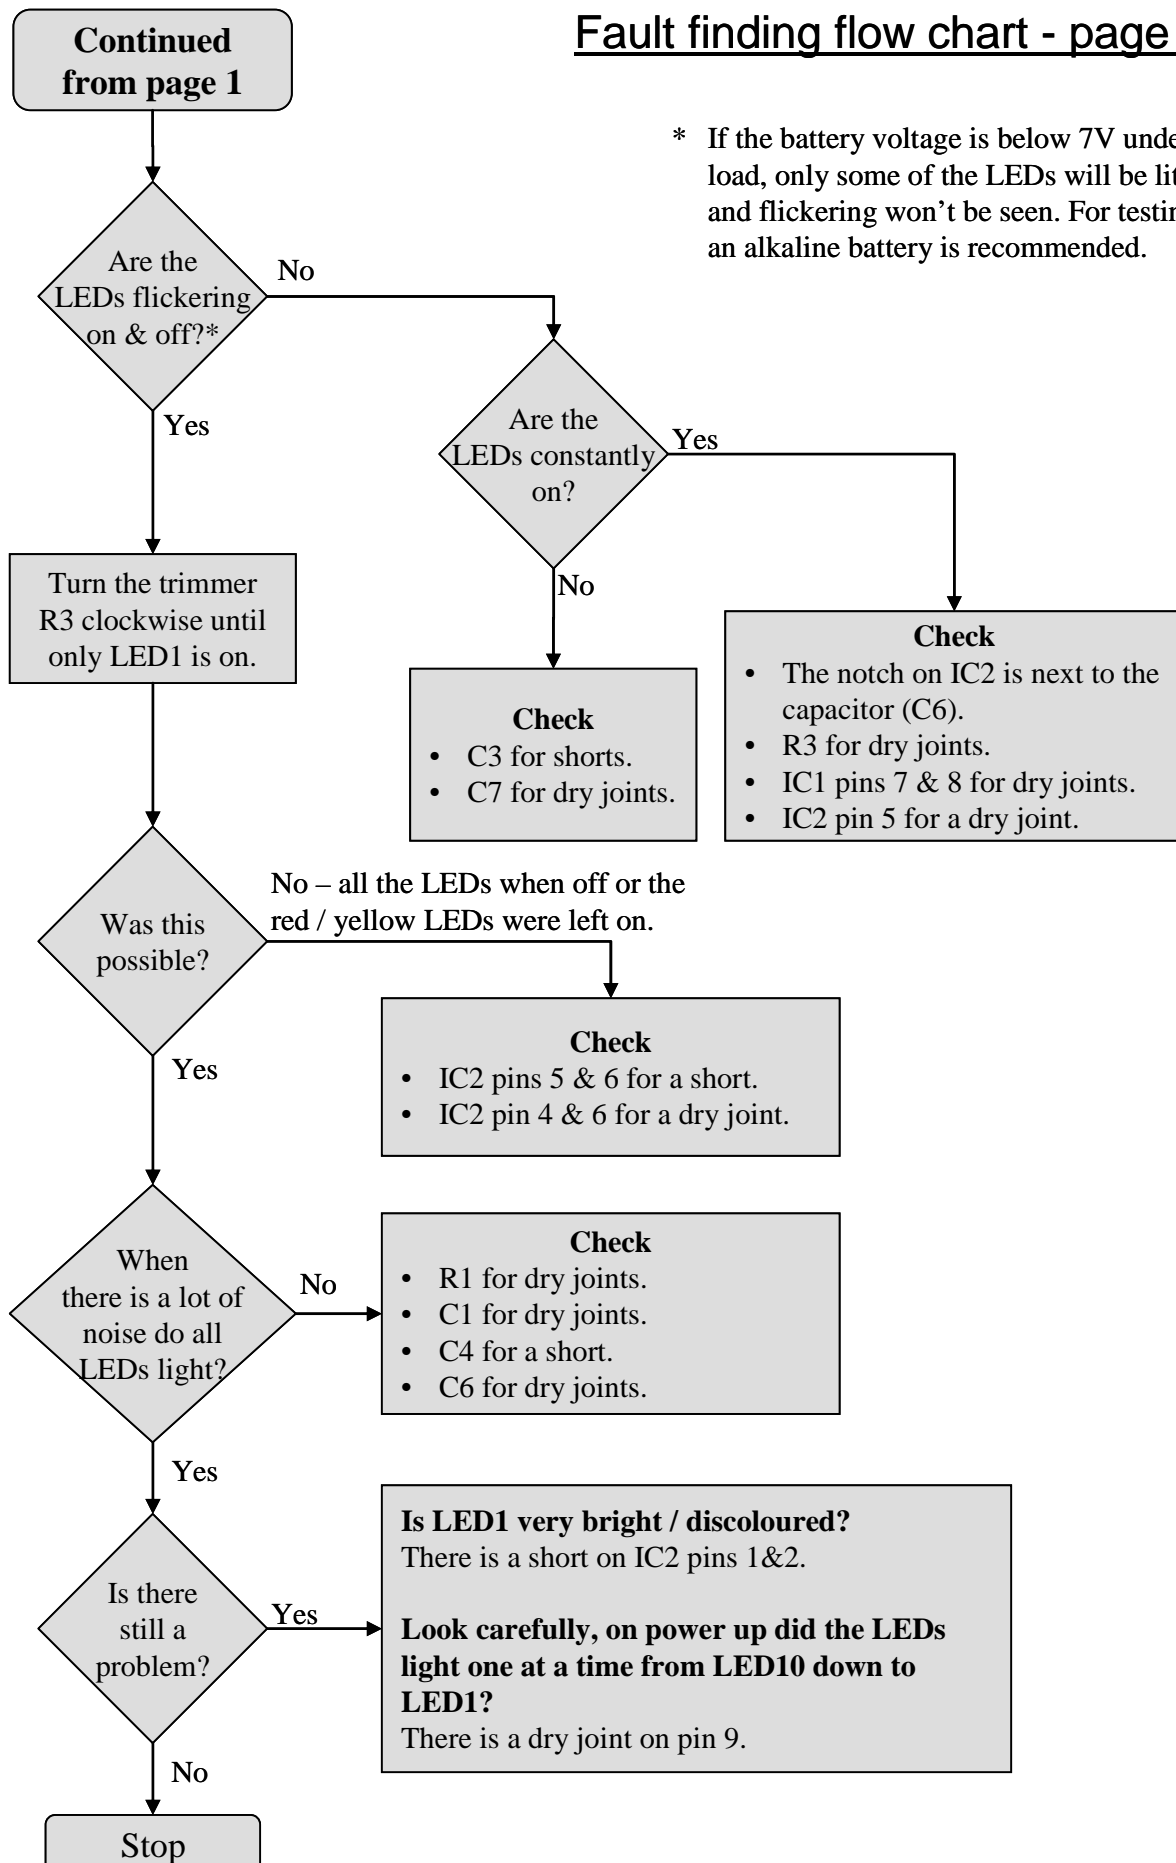 Fault finding flow chart - page
Continued
from page 1
* If the battery voltage is below 7V
load, only some of the LEDs will be
and flickering won’t be seen. For
an alkaline battery is recommended.
Are the
LEDs flickering
on & off?*
No
Yes
Are the
LEDs constantly
on?
Yes
No
Turn the trimmer
R3 clockwise until
only LED1 is on.
Check
• C3 for shorts.
• C7 for dry joints.
Check
• The notch on IC2 is next to the
capacitor (C6).
• R3 for dry joints.
• IC1 pins 7 & 8 for dry joints.
• IC2 pin 5 for a dry joint.
Was this
possible?
No – all the LEDs when off or the
red / yellow LEDs were left on.
Yes
Check
• IC2 pins 5 & 6 for a short.
• IC2 pin 4 & 6 for a dry joint.
When
there is a lot of
noise do all
LEDs light?
No
Yes
Check
• R1 for dry joints.
• C1 for dry joints.
• C4 for a short.
• C6 for dry joints.
Is there
still a
problem?
Yes
No
Is LED1 very bright / discoloured?
There is a short on IC2 pins 1&2.
Look carefully, on power up did the LEDs
light one at a time from LED10 down to
LED1?
There is a dry joint on pin 9.
Stop